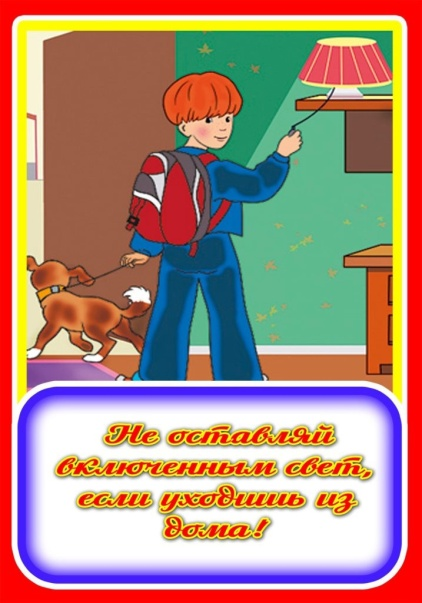 Не оставляй
включенным свет,
если уходишь из
дома!